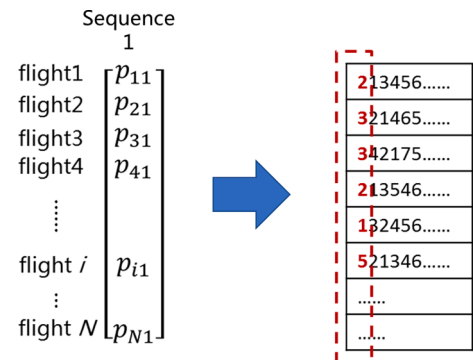 Sequence
1
flight1 p₁₁
flight2 p₂₁
flight3 p₃₁
flight4 p₄₁
......
flight i pᵢ₁
...
flight N p_N1
213456......
321465......
342175......
213546......
132456......
521346......
......
......